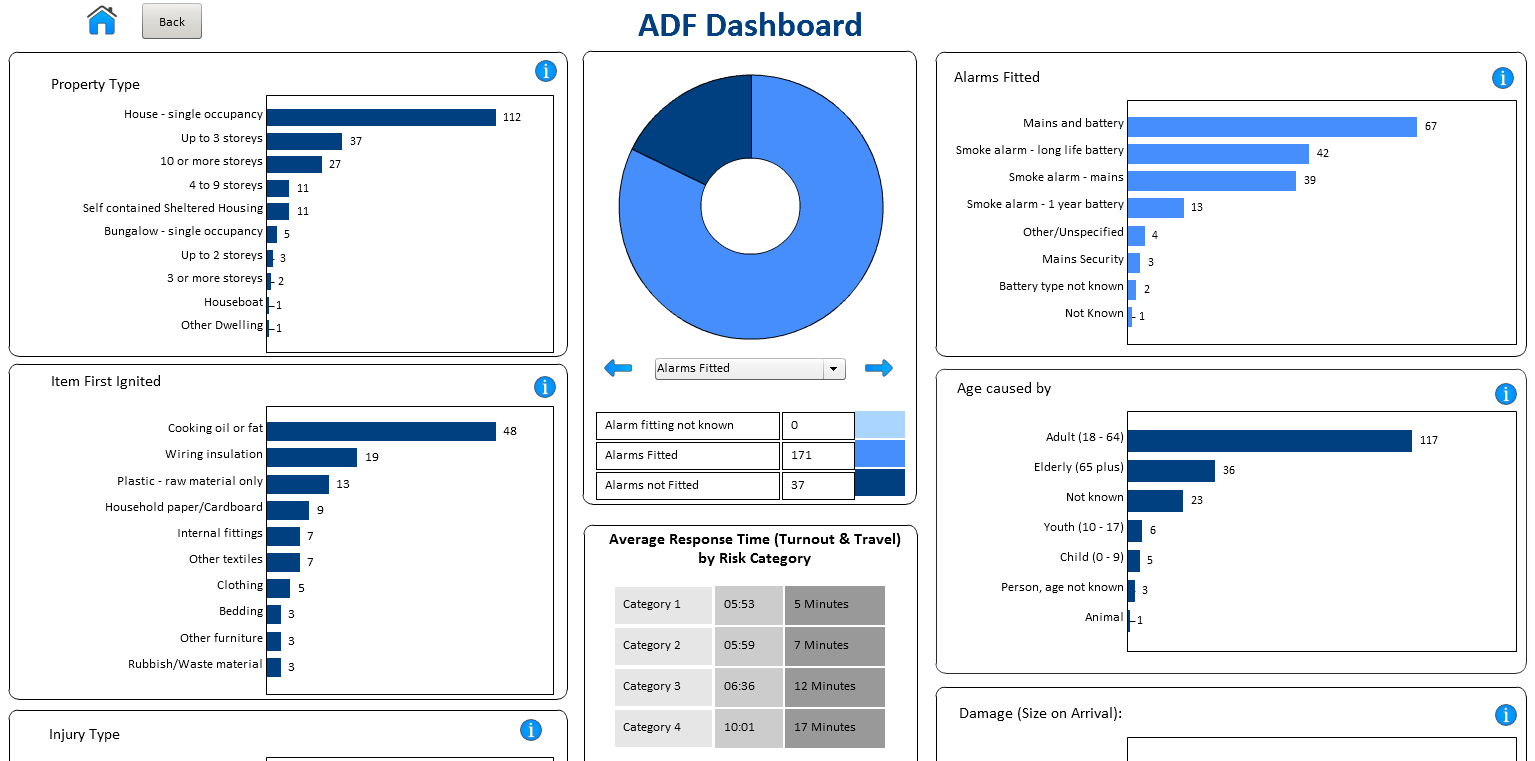 Back
ADF Dashboard
Property Type
House - single occupancy 112
Up to 3 storeys 37
10 or more storeys 27
4 to 9 storeys 11
Self contained Sheltered Housing 11
Bungalow - single occupancy 5
Up to 2 storeys 3
3 or more storeys 2
Houseboat 1
Other Dwelling 1
Item First Ignited
Cooking oil or fat 48
Wiring insulation 19
Plastic - raw material only 13
Household paper/Cardboard 9
Internal fittings 7
Other textiles 7
Clothing 5
Bedding 3
Other furniture 3
Rubbish/Waste material 3
Injury Type
Alarms Fitted
Alarm fitting not known 0
Alarms Fitted 171
Alarms not Fitted 37
Average Response Time (Turnout & Travel)
by Risk Category
Category 1 05:53 5 Minutes
Category 2 05:59 7 Minutes
Category 3 06:36 12 Minutes
Category 4 10:01 17 Minutes
Alarms Fitted
Mains and battery 67
Smoke alarm - long life battery 42
Smoke alarm - mains 39
Smoke alarm - 1 year battery 13
Other/Unspecified 4
Mains Security 3
Battery type not known 2
Not Known 1
Age caused by
Adult (18 - 64) 117
Elderly (65 plus) 36
Not known 23
Youth (10 - 17) 6
Child (0 - 9) 5
Person, age not known 3
Animal 1
Damage (Size on Arrival):